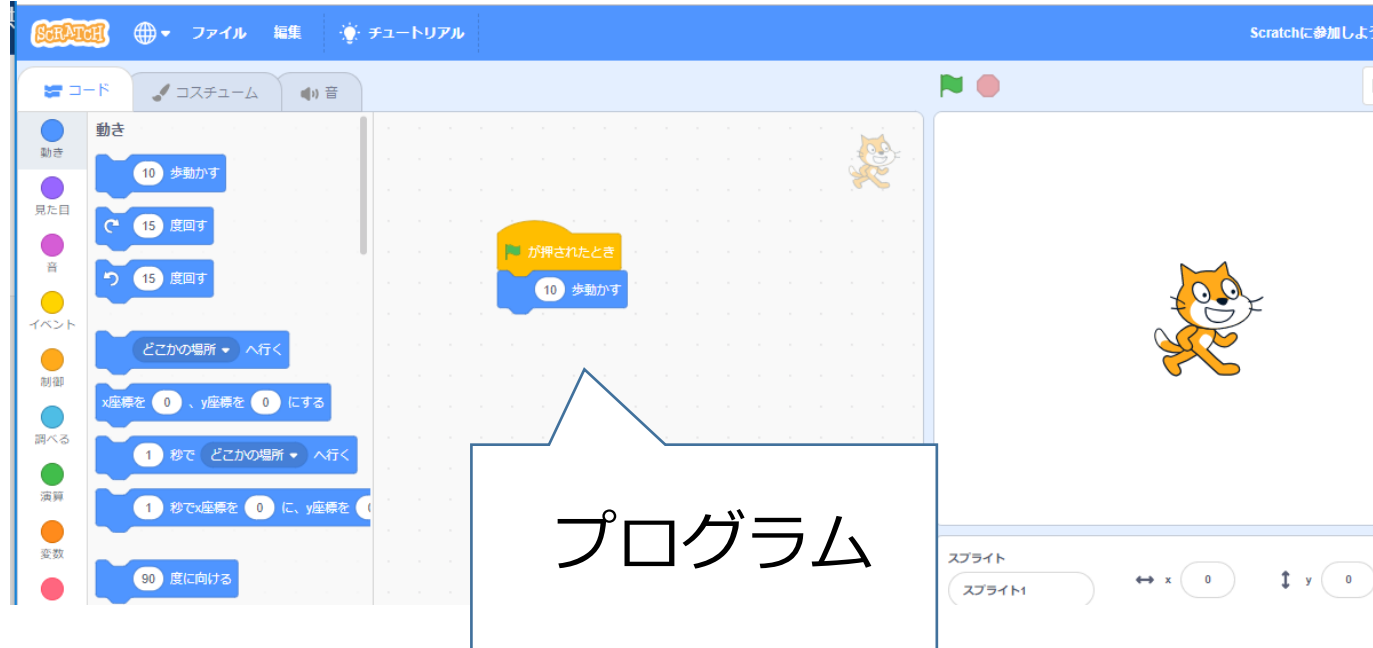 SCRATCH ファイル 編集 チュートリアル Scratchに参加しよう
コード コスチューム 音
動き
見た目
音
イベント
制御
調べる
演算
変数
動き
10 歩動かす
15 度回す
15 度回す
どこかの場所 へ行く
x座標を 0 、y座標を 0 にする
1 秒で どこかの場所 へ行く
1 秒でx座標を 0 に、y座標を
90 度に向ける
が押されたとき
10 歩動かす
プログラム
スプライト
スプライト1
x 0 y 0